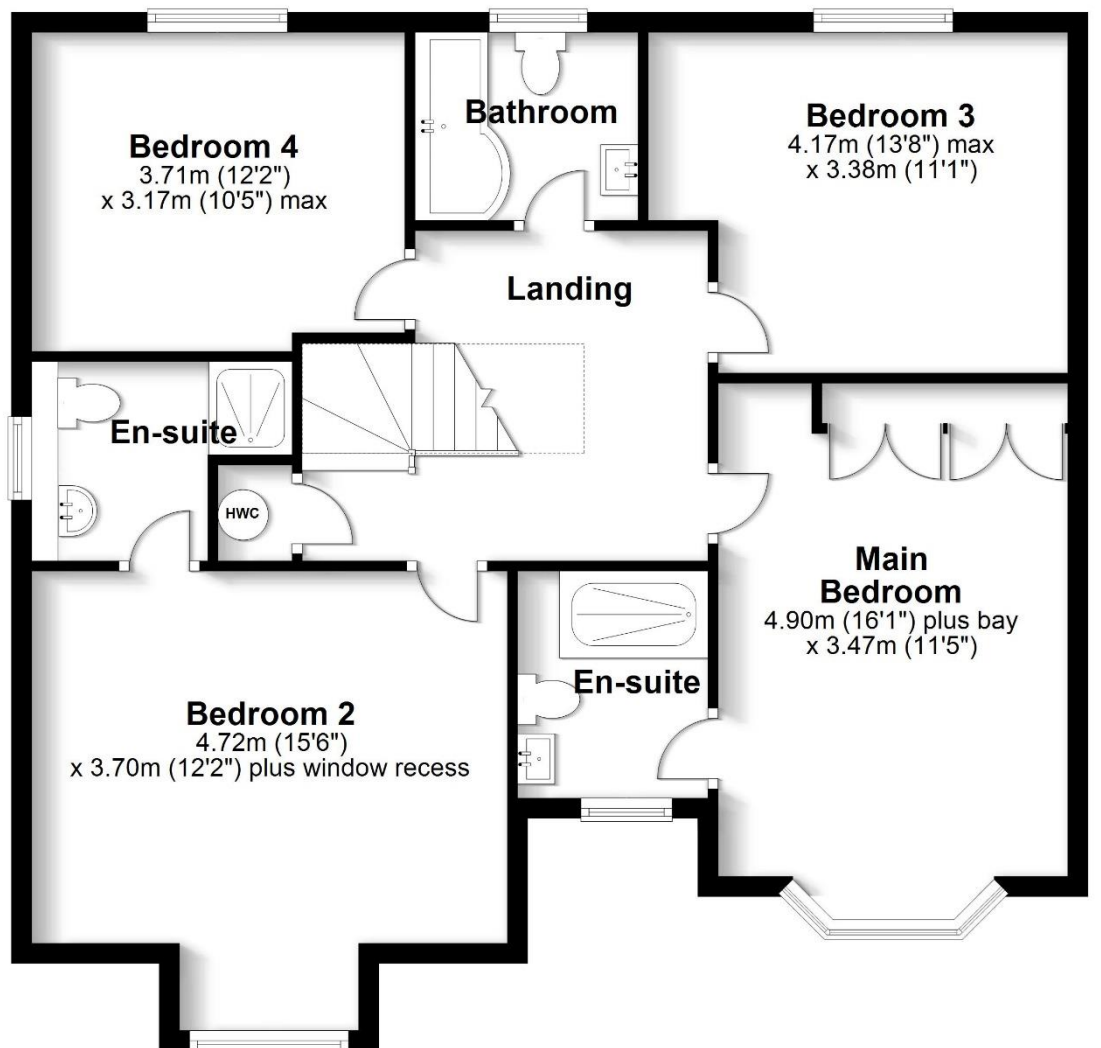 Bedroom 4
3.71m (12'2")
x 3.17m (10'5") max
Bathroom
Bedroom 3
4.17m (13'8") max
x 3.38m (11'1")
Landing
En-suite
HWC
Main
Bedroom
4.90m (16'1") plus bay
x 3.47m (11'5")
En-suite
Bedroom 2
4.72m (15'6")
x 3.70m (12'2") plus window recess